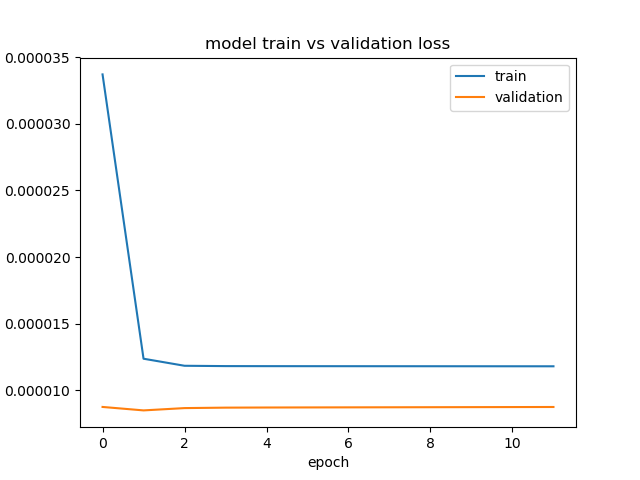 model train vs validation loss
0.000035
0.000030
0.000025
0.000020
0.000015
0.000010
train
validation
0 2 4 6 8 10
epoch